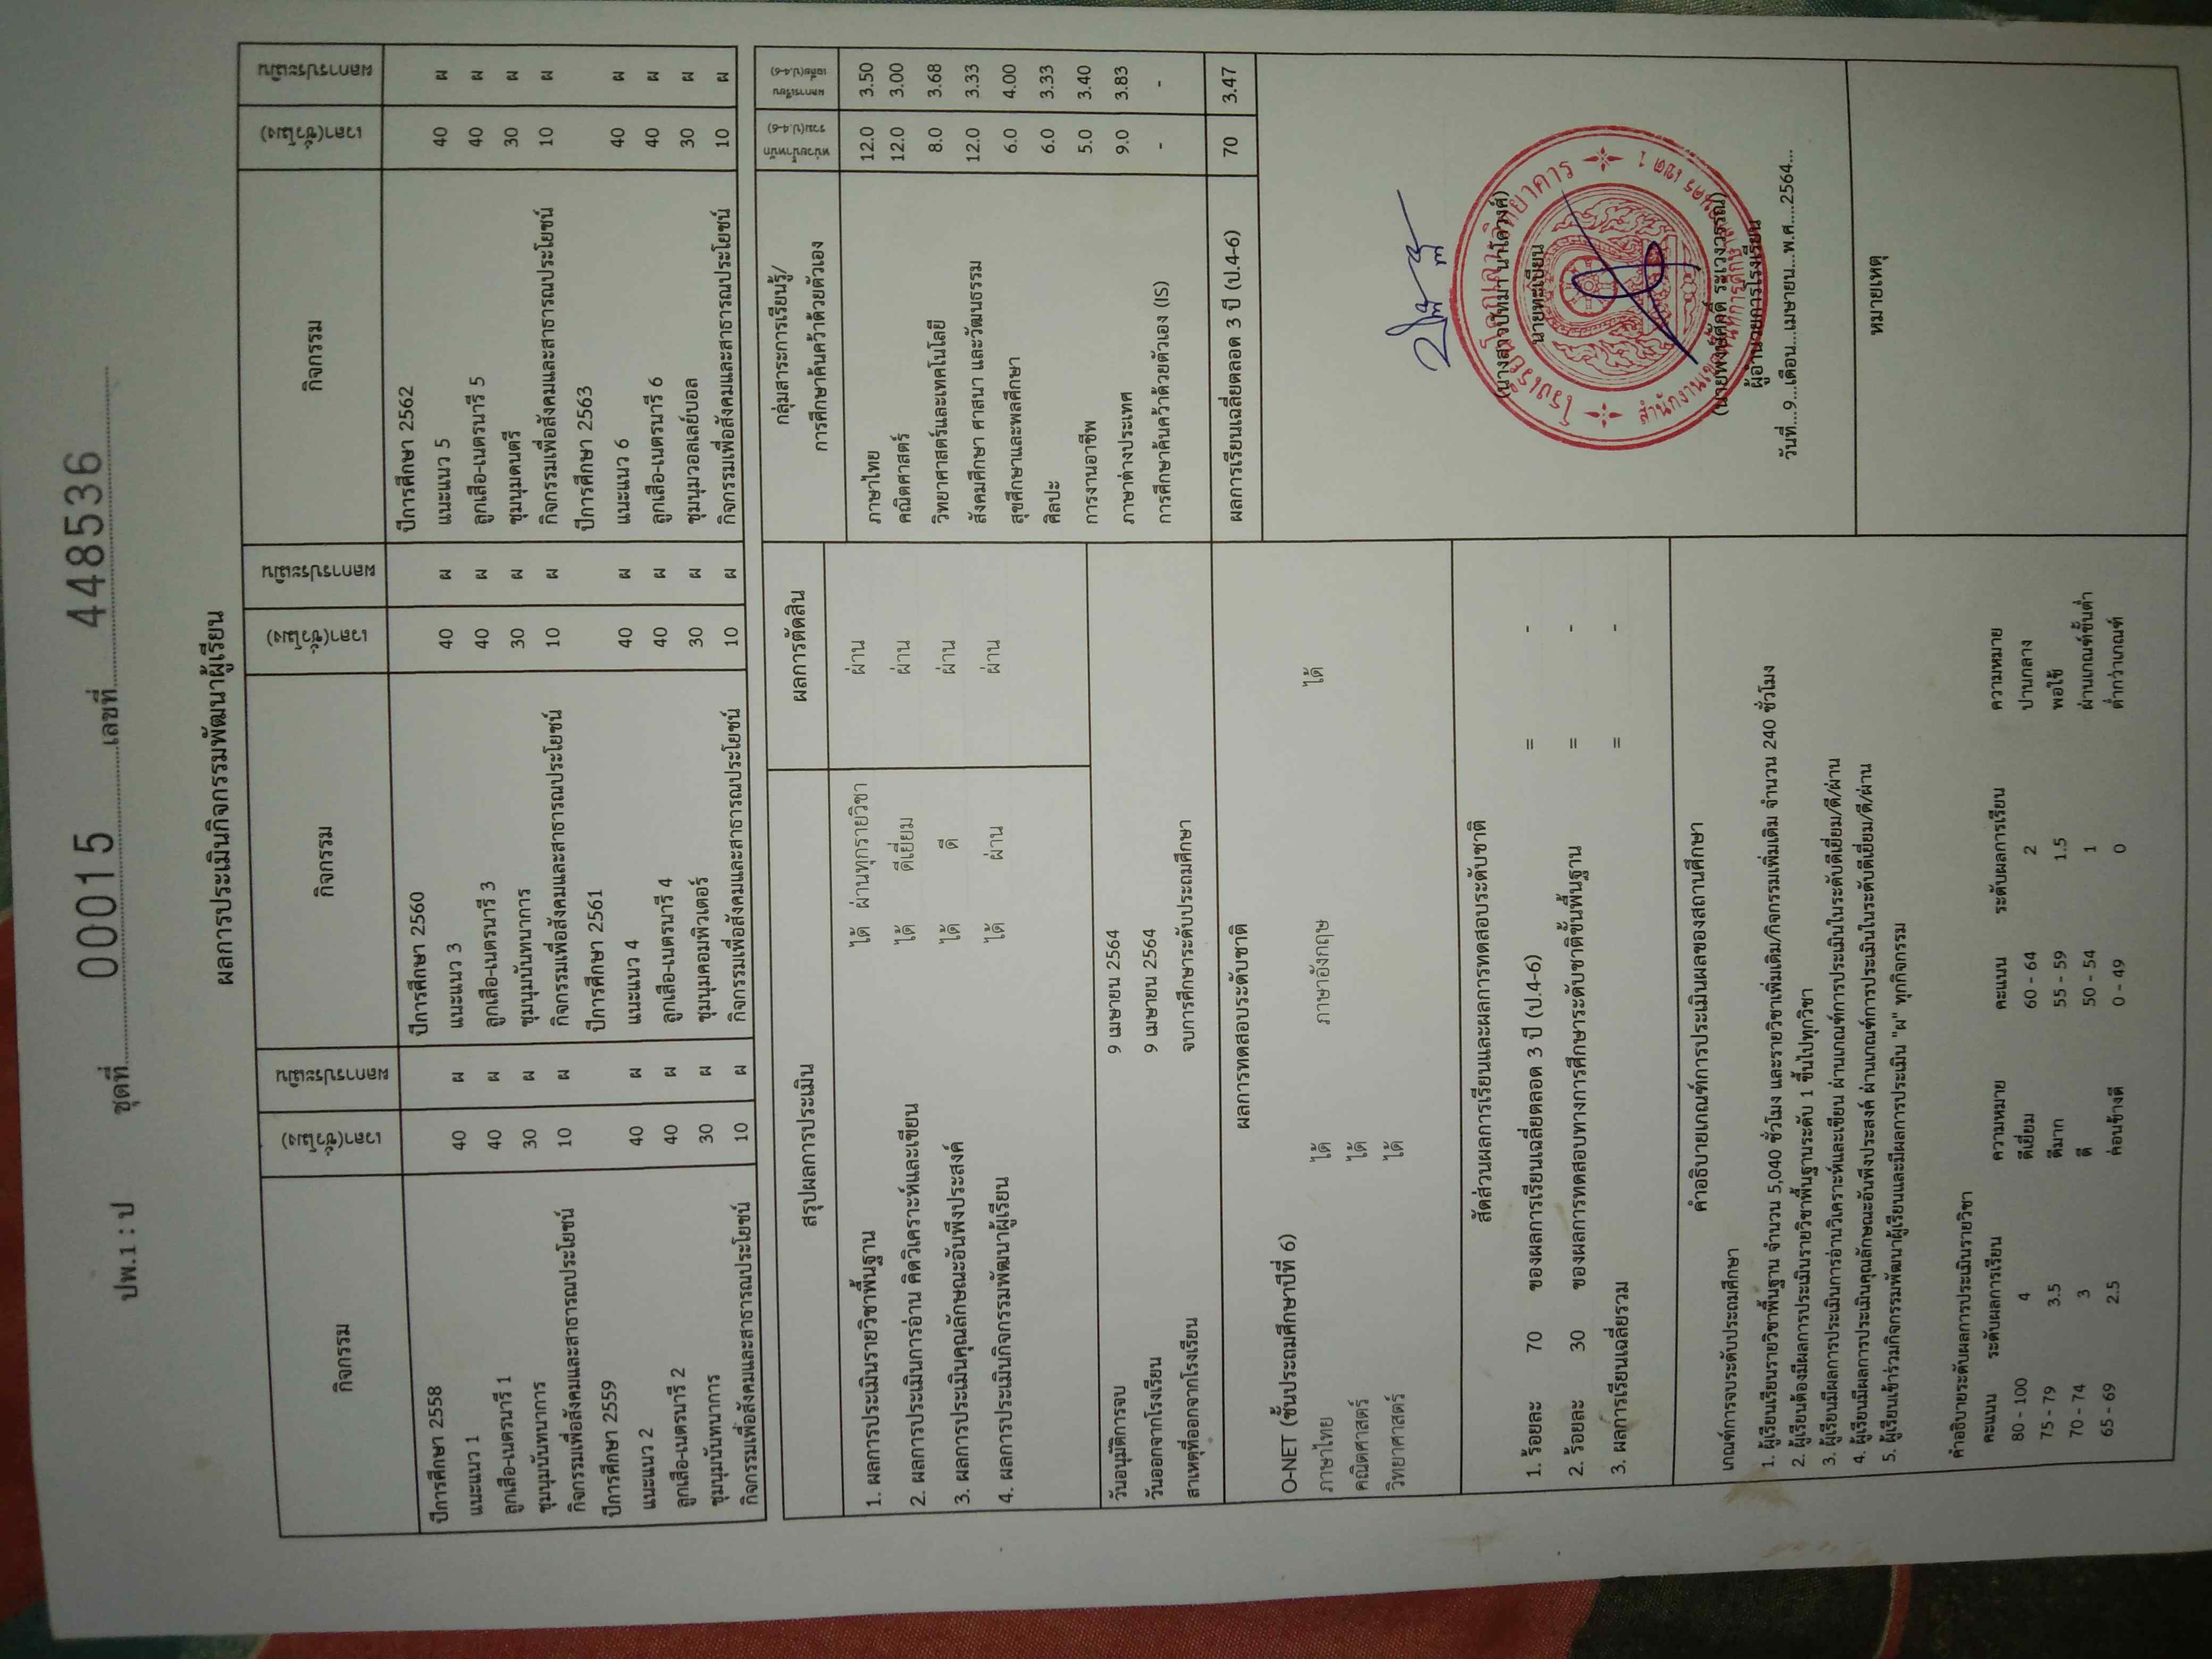 ปพ.1 : ป ชุดที่ 00015 เลขที่ 448536
ผลการประเมินกิจกรรมพัฒนาผู้เรียน
กิจกรรม เวลา(ชั่วโมง) ผลการประเมิน กิจกรรม เวลา(ชั่วโมง) ผลการประเมิน กิจกรรม เวลา(ชั่วโมง) ผลการประเมิน
ปีการศึกษา 2558 ปีการศึกษา 2560 ปีการศึกษา 2562
แนะแนว 1 40 ผ แนะแนว 3 40 ผ แนะแนว 5 40 ผ
ลูกเสือ-เนตรนารี 1 40 ผ ลูกเสือ-เนตรนารี 3 40 ผ ลูกเสือ-เนตรนารี 5 40 ผ
ชุมนุมนันทนาการ 30 ผ ชุมนุมนันทนาการ 30 ผ ชุมนุมดนตรี 30 ผ
กิจกรรมเพื่อสังคมและสาธารณประโยชน์ 10 ผ กิจกรรมเพื่อสังคมและสาธารณประโยชน์ 10 ผ กิจกรรมเพื่อสังคมและสาธารณประโยชน์ 10 ผ
ปีการศึกษา 2559 ปีการศึกษา 2561 ปีการศึกษา 2563
แนะแนว 2 40 ผ แนะแนว 4 40 ผ แนะแนว 6 40 ผ
ลูกเสือ-เนตรนารี 2 40 ผ ลูกเสือ-เนตรนารี 4 40 ผ ลูกเสือ-เนตรนารี 6 40 ผ
ชุมนุมนันทนาการ 30 ผ ชุมนุมคอมพิวเตอร์ 30 ผ ชุมนุมวอลเลย์บอล 30 ผ
กิจกรรมเพื่อสังคมและสาธารณประโยชน์ 10 ผ กิจกรรมเพื่อสังคมและสาธารณประโยชน์ 10 ผ กิจกรรมเพื่อสังคมและสาธารณประโยชน์ 10 ผ
สรุปผลการประเมิน ผลการตัดสิน
1. ผลการประเมินรายวิชาพื้นฐาน ได้ ผ่านทุกรายวิชา ผ่าน
2. ผลการประเมินการอ่าน คิดวิเคราะห์และเขียน ได้ ดีเยี่ยม ผ่าน
3. ผลการประเมินคุณลักษณะอันพึงประสงค์ ได้ ดี ผ่าน
4. ผลการประเมินกิจกรรมพัฒนาผู้เรียน ได้ ผ่าน ผ่าน
วันอนุมัติการจบ 9 เมษายน 2564
วันออกจากโรงเรียน 9 เมษายน 2564
สาเหตุที่ออกจากโรงเรียน จบการศึกษาระดับประถมศึกษา
ผลการทดสอบระดับชาติ
O-NET (ชั้นประถมศึกษาปีที่ 6)
ภาษาไทย ได้ ภาษาอังกฤษ ได้
คณิตศาสตร์ ได้
วิทยาศาสตร์ ได้
สัดส่วนผลการเรียนและผลการทดสอบระดับชาติ
1. ร้อยละ 70 ของผลการเรียนเฉลี่ยตลอด 3 ปี (ป.4-6) = -
2. ร้อยละ 30 ของผลการทดสอบทางการศึกษาระดับชาติขั้นพื้นฐาน = -
3. ผลการเรียนเฉลี่ยรวม = -
คำอธิบายเกณฑ์การประเมินผลของสถานศึกษา
เกณฑ์การจบระดับประถมศึกษา
1. ผู้เรียนเรียนรายวิชาพื้นฐาน จำนวน 5,040 ชั่วโมง และรายวิชาเพิ่มเติม/กิจกรรมเพิ่มเติม จำนวน 240 ชั่วโมง
2. ผู้เรียนต้องมีผลการประเมินรายวิชาพื้นฐานระดับ 1 ขึ้นไปทุกวิชา
3. ผู้เรียนมีผลการประเมินการอ่านวิเคราะห์และเขียน ผ่านเกณฑ์การประเมินในระดับดีเยี่ยม/ดี/ผ่าน
4. ผู้เรียนมีผลการประเมินคุณลักษณะอันพึงประสงค์ ผ่านเกณฑ์การประเมินในระดับดีเยี่ยม/ดี/ผ่าน
5. ผู้เรียนเข้าร่วมกิจกรรมพัฒนาผู้เรียนและมีผลการประเมิน "ผ" ทุกกิจกรรม
คำอธิบายระดับผลการประเมินรายวิชา
คะแนน ระดับผลการเรียน ความหมาย คะแนน ระดับผลการเรียน ความหมาย
80 - 100 4 ดีเยี่ยม 60 - 64 2 ปานกลาง
75 - 79 3.5 ดีมาก 55 - 59 1.5 พอใช้
70 - 74 3 ดี 50 - 54 1 ผ่านเกณฑ์ขั้นต่ำ
65 - 69 2.5 ค่อนข้างดี 0 - 49 0 ต่ำกว่าเกณฑ์
กลุ่มสาระการเรียนรู้/
การศึกษาค้นคว้าด้วยตัวเอง หน่วยน้ำหนัก รวม(ป.4-6) ผลการเรียน เฉลี่ย(ป.4-6)
ภาษาไทย 12.0 3.50
คณิตศาสตร์ 12.0 3.00
วิทยาศาสตร์และเทคโนโลยี 8.0 3.68
สังคมศึกษา ศาสนา และวัฒนธรรม 12.0 3.33
สุขศึกษาและพลศึกษา 6.0 4.00
ศิลปะ 6.0 3.33
การงานอาชีพ 5.0 3.40
ภาษาต่างประเทศ 9.0 3.83
การศึกษาค้นคว้าด้วยตัวเอง (IS) - -
ผลการเรียนเฉลี่ยตลอด 3 ปี (ป.4-6) 70 3.47
(นางสาวปัทมา นาโควงค์)
นายทะเบียน
(นายพงษ์ศักดิ์ ระเวงวรรณ)
ผู้อำนวยการโรงเรียน
วันที่...9...เดือน...เมษายน...พ.ศ....2564...
หมายเหตุ